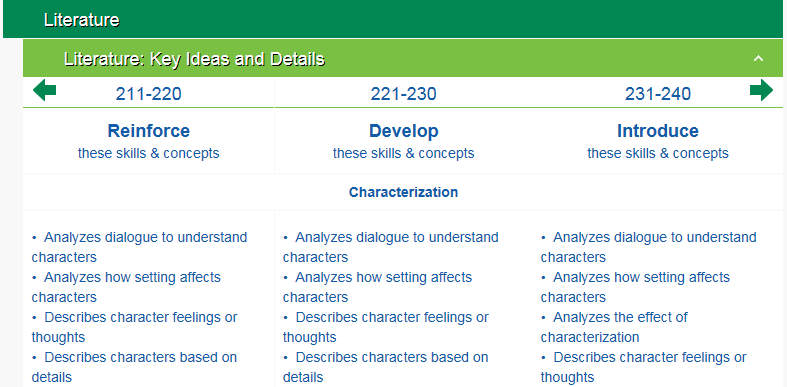 Literature
Literature: Key Ideas and Details
211-220
221-230
231-240
Reinforce
these skills & concepts
Develop
these skills & concepts
Introduce
these skills & concepts
Characterization
• Analyzes dialogue to understand
characters
• Analyzes how setting affects
characters
• Describes character feelings or
thoughts
• Describes characters based on
details
• Analyzes dialogue to understand
characters
• Analyzes how setting affects
characters
• Describes character feelings or
thoughts
• Describes characters based on
details
• Analyzes dialogue to understand
characters
• Analyzes how setting affects
characters
• Analyzes the effect of
characterization
• Describes character feelings or
thoughts